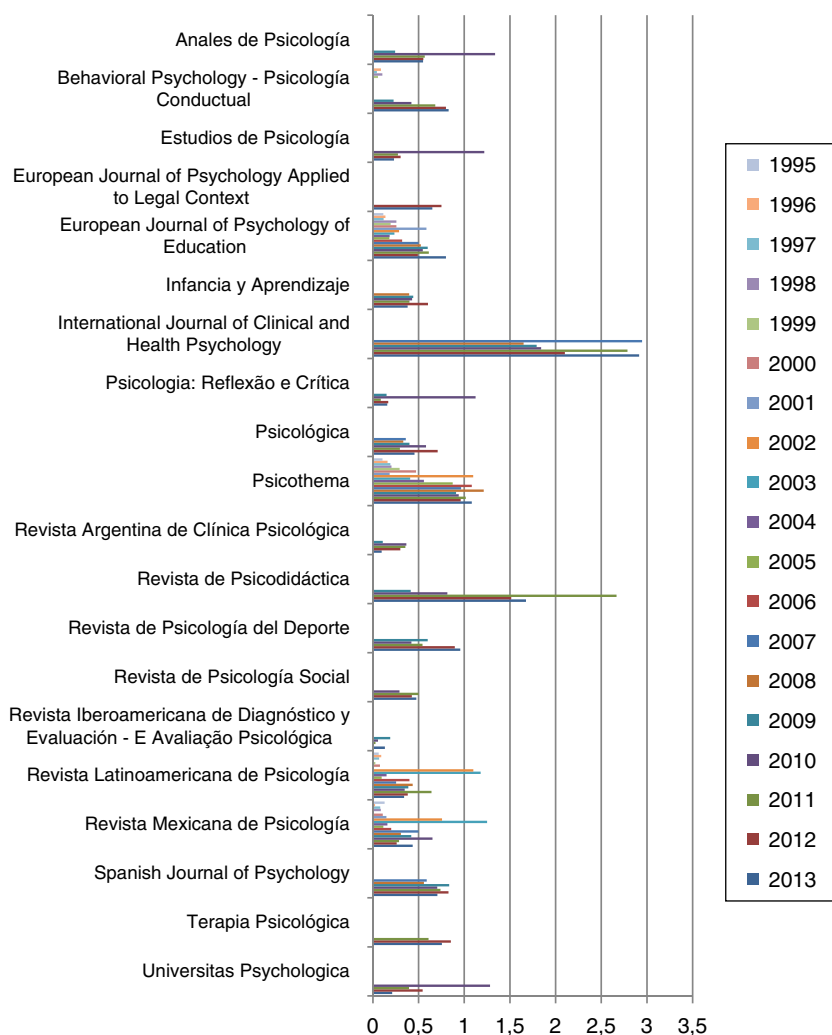 Anales de Psicología
Behavioral Psychology - Psicología
Conductual
Estudios de Psicología
European Journal of Psychology Applied
to Legal Context
European Journal of Psychology of
Education
Infancia y Aprendizaje
International Journal of Clinical and
Health Psychology
Psicologia: Reflexão e Crítica
Psicológica
Psicothema
Revista Argentina de Clínica Psicológica
Revista de Psicodidáctica
Revista de Psicología del Deporte
Revista de Psicología Social
Revista Iberoamericana de Diagnóstico y
Evaluación - E Avaliação Psicológica
Revista Latinoamericana de Psicología
Revista Mexicana de Psicología
Spanish Journal of Psychology
Terapia Psicológica
Universitas Psychologica
0 0,5 1 1,5 2 2,5 3 3,5
1995
1996
1997
1998
1999
2000
2001
2002
2003
2004
2005
2006
2007
2008
2009
2010
2011
2012
2013